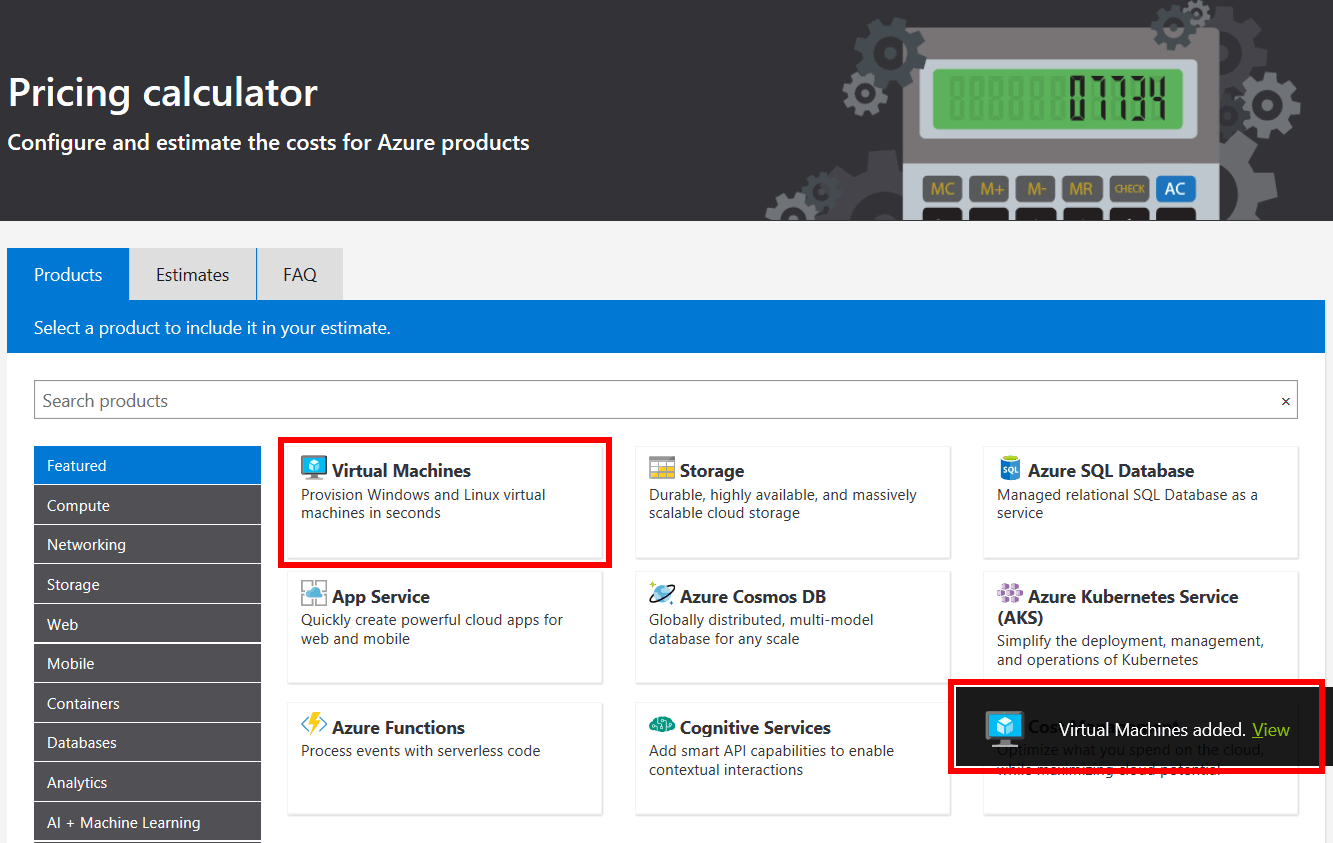 Pricing calculator
Configure and estimate the costs for Azure products
07734
MC M+ M- MR CHECK AC
Products Estimates FAQ
Select a product to include it in your estimate.
Search products ×
Featured
Compute
Networking
Storage
Web
Mobile
Containers
Databases
Analytics
AI + Machine Learning
Virtual Machines
Provision Windows and Linux virtual
machines in seconds
Storage
Durable, highly available, and massively
scalable cloud storage
SQL
Azure SQL Database
Managed relational SQL Database as a
service
App Service
Quickly create powerful cloud apps for
web and mobile
Azure Cosmos DB
Globally distributed, multi-model
database for any scale
Azure Kubernetes Service
(AKS)
Simplify the deployment, management,
and operations of Kubernetes
Azure Functions
Process events with serverless code
Cognitive Services
Add smart API capabilities to enable
contextual interactions
Virtual Machines added. View
Optimize what you spend on the cloud,
while maximizing cloud potential